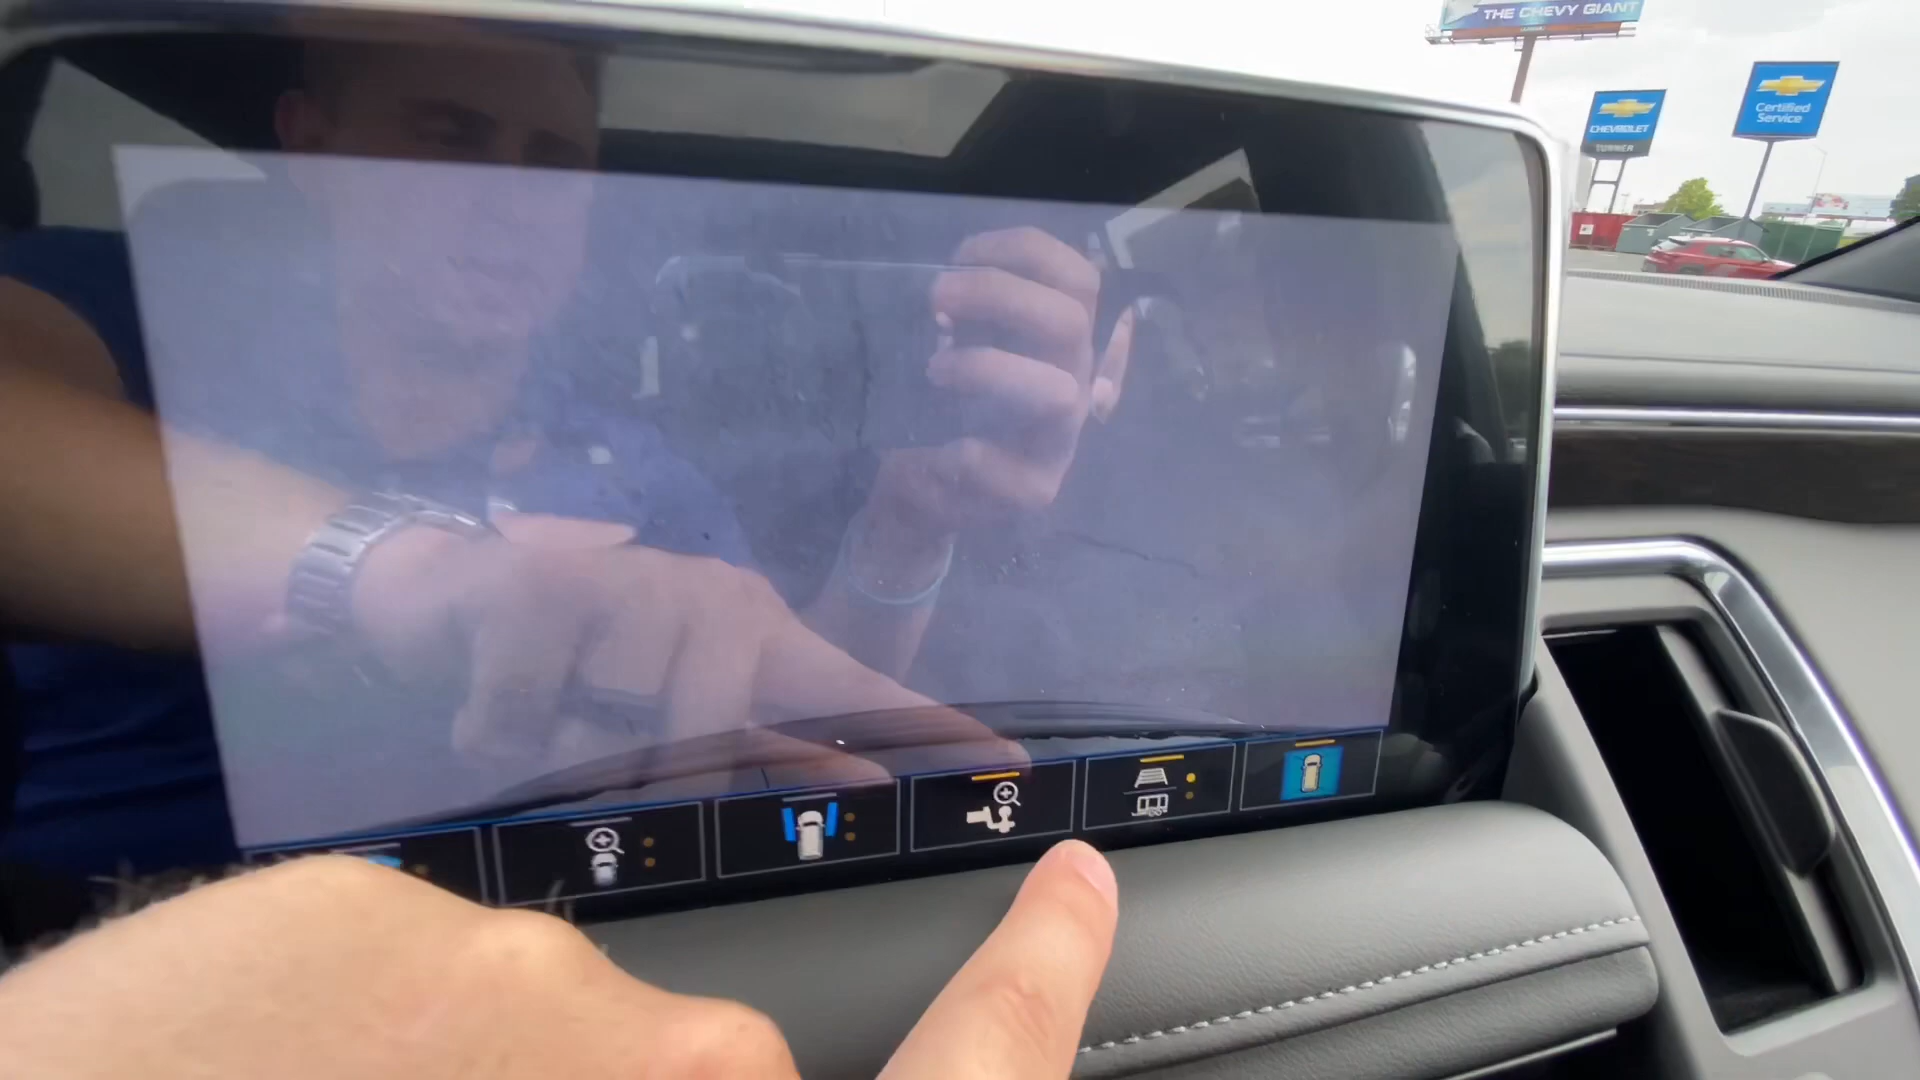 THE CHEVY GIANT
CHEVROLET
TURNER
Certified
Service